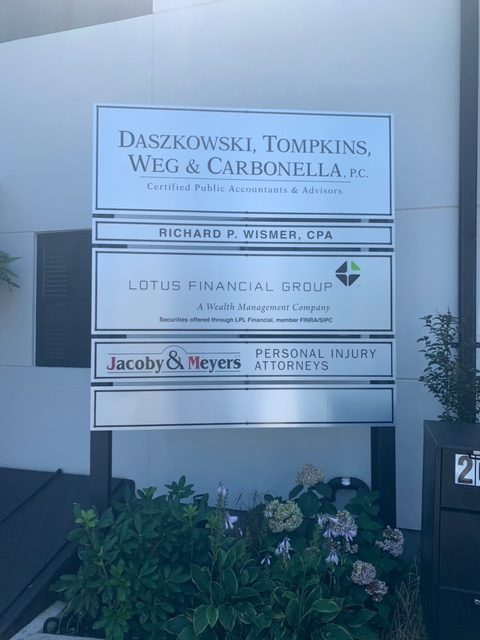 DASZKOWSKI, TOMPKINS,
WEG & CARBONELLA, P.C.
Certified Public Accountants & Advisors
RICHARD P. WISMER, CPA
LOTUS FINANCIAL GROUP
A Wealth Management Company
Securities offered through LPL Financial, member FINRA/SIPC
Jacoby & Meyers PERSONAL INJURY
ATTORNEYS
2